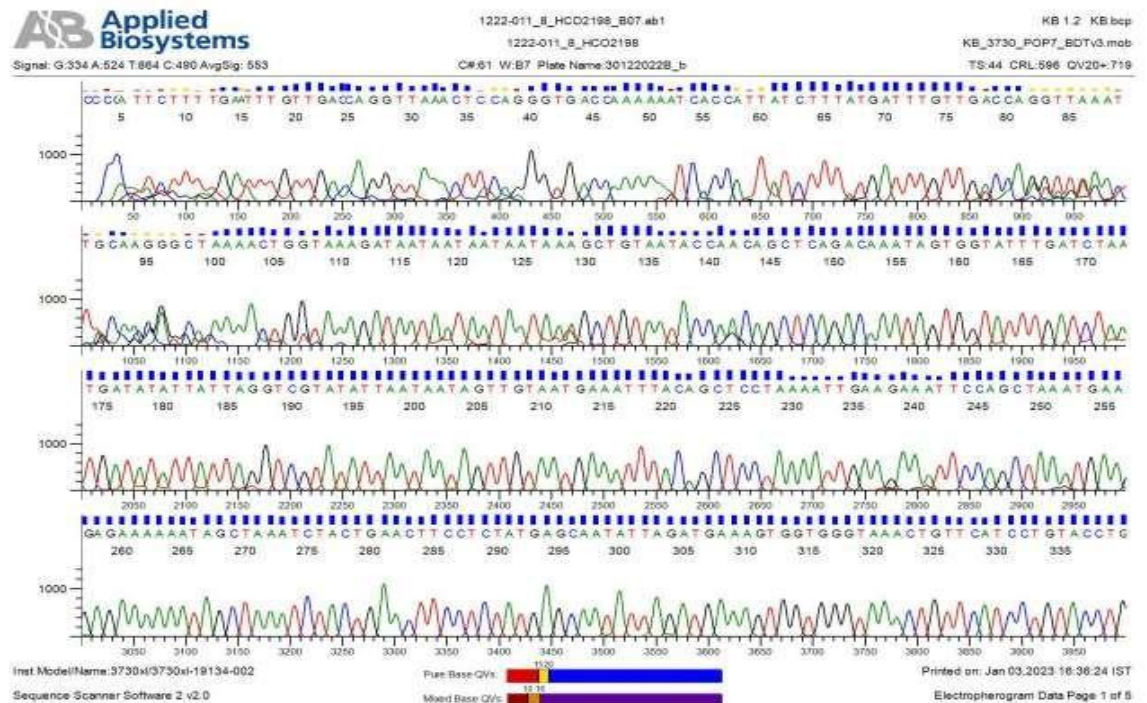 AB Applied Biosystems
1222-011_8_HCO2198_B07.ab1
KB 1.2 KB.bcp
1222-011_8_HCO2198
KB_3730_POP7_BDTv3.mob
Signal: G:334 A:524 T:864 C:490 AvgSig: 553
C#:61 W:B7 Plate Name:30122022B_b
TS:44 CRL:596 QV20+:719
5 10 15 20 25 30 35 40 45 50 55 60 65 70 75 80 85
1000
50 100 150 200 250 300 350 400 450 500 550 600 650 700 750 800 850 900 950
TGCAAGGGCTAAAACTGGTAAAGATAATAATAATAATAAAGCTGTAATACCAACAGCTCAGACAAATAGTGGTATTTGATCTAA
95 100 105 110 115 120 125 130 135 140 145 150 155 160 165 170
1000
1050 1100 1150 1200 1250 1300 1350 1400 1450 1500 1550 1600 1650 1700 1750 1800 1850 1900 1950
TGATATATTATTAGGTCGTATATTAATAATAGTTGTAATGAAATTTACAGCTCCTAAAATTGAAGAAATTCCAGCTAAATGAA
175 180 185 190 195 200 205 210 215 220 225 230 235 240 245 250 255
1000
2050 2100 2150 2200 2250 2300 2350 2400 2450 2500 2550 2600 2650 2700 2750 2800 2850 2900 2950
GAGAAAAAATAGCTAAATCTACTGAACTTCCTCTATGAGCAATATTAGATGAAAGTGGTGGGTAAACTGTTCATCCTGTACCTC
260 265 270 275 280 285 290 295 300 305 310 315 320 325 330 335
1000
3050 3100 3150 3200 3250 3300 3350 3400 3450 3500 3550 3600 3650 3700 3750 3800 3850 3900 3950
Inst Model/Name:3730xl/3730xl-19134-002
Pure Base QVs:
1520
Printed on: Jan 03,2023 16:36:24 IST
Sequence Scanner Software 2 v2.0
Mixed Base QVs:
Electropherogram Data Page 1 of 5